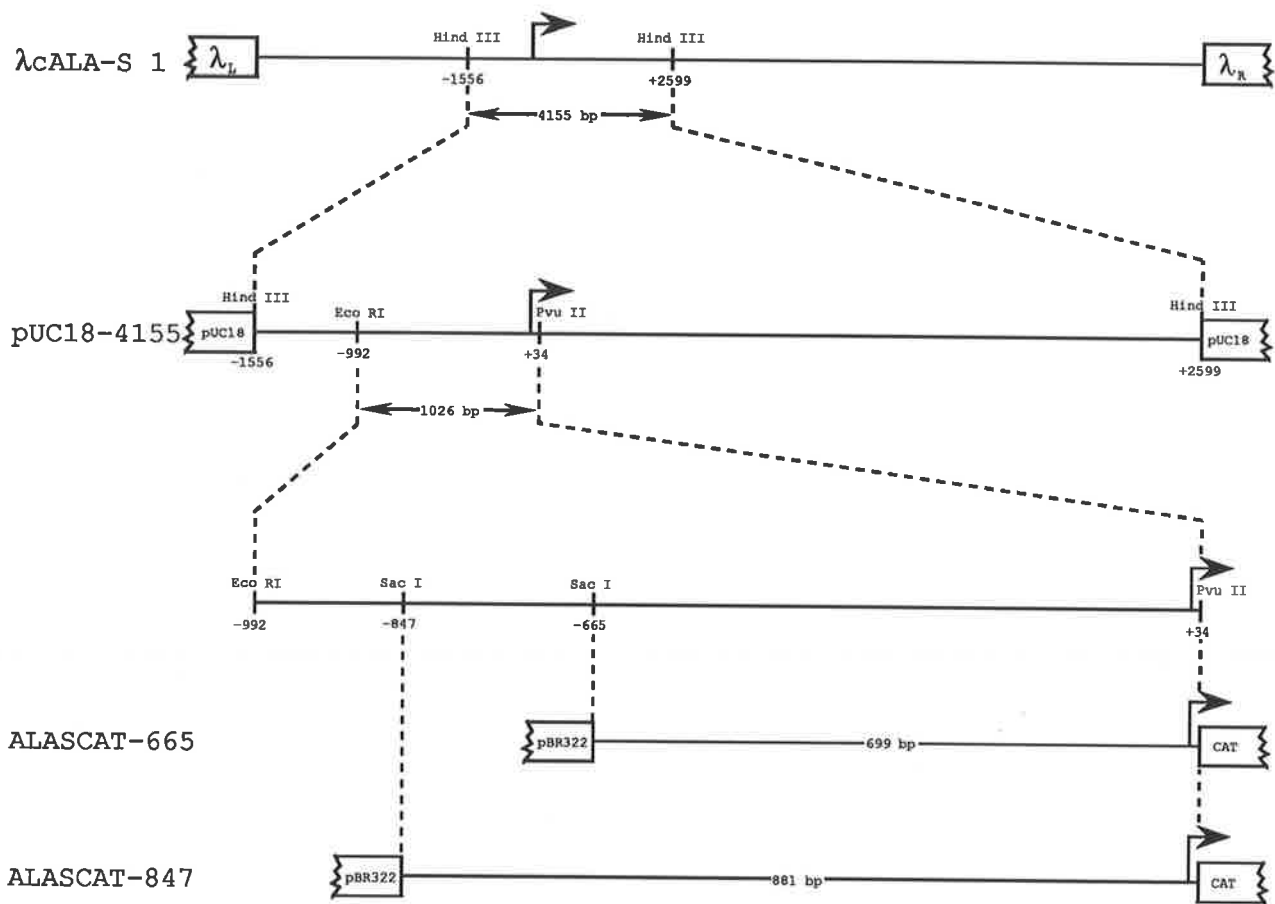 λcALA-S 1
λL
Hind III
Hind III
λR
-1556
+2599
4155 bp
pUC18-4155
pUC18
Hind III
Eco RI
Pvu II
Hind III
pUC18
-1556
-992
+34
+2599
1026 bp
Eco RI
Sac I
Sac I
Pvu II
-992
-847
-665
+34
ALASCAT-665
pBR322
699 bp
CAT
ALASCAT-847
pBR322
881 bp
CAT